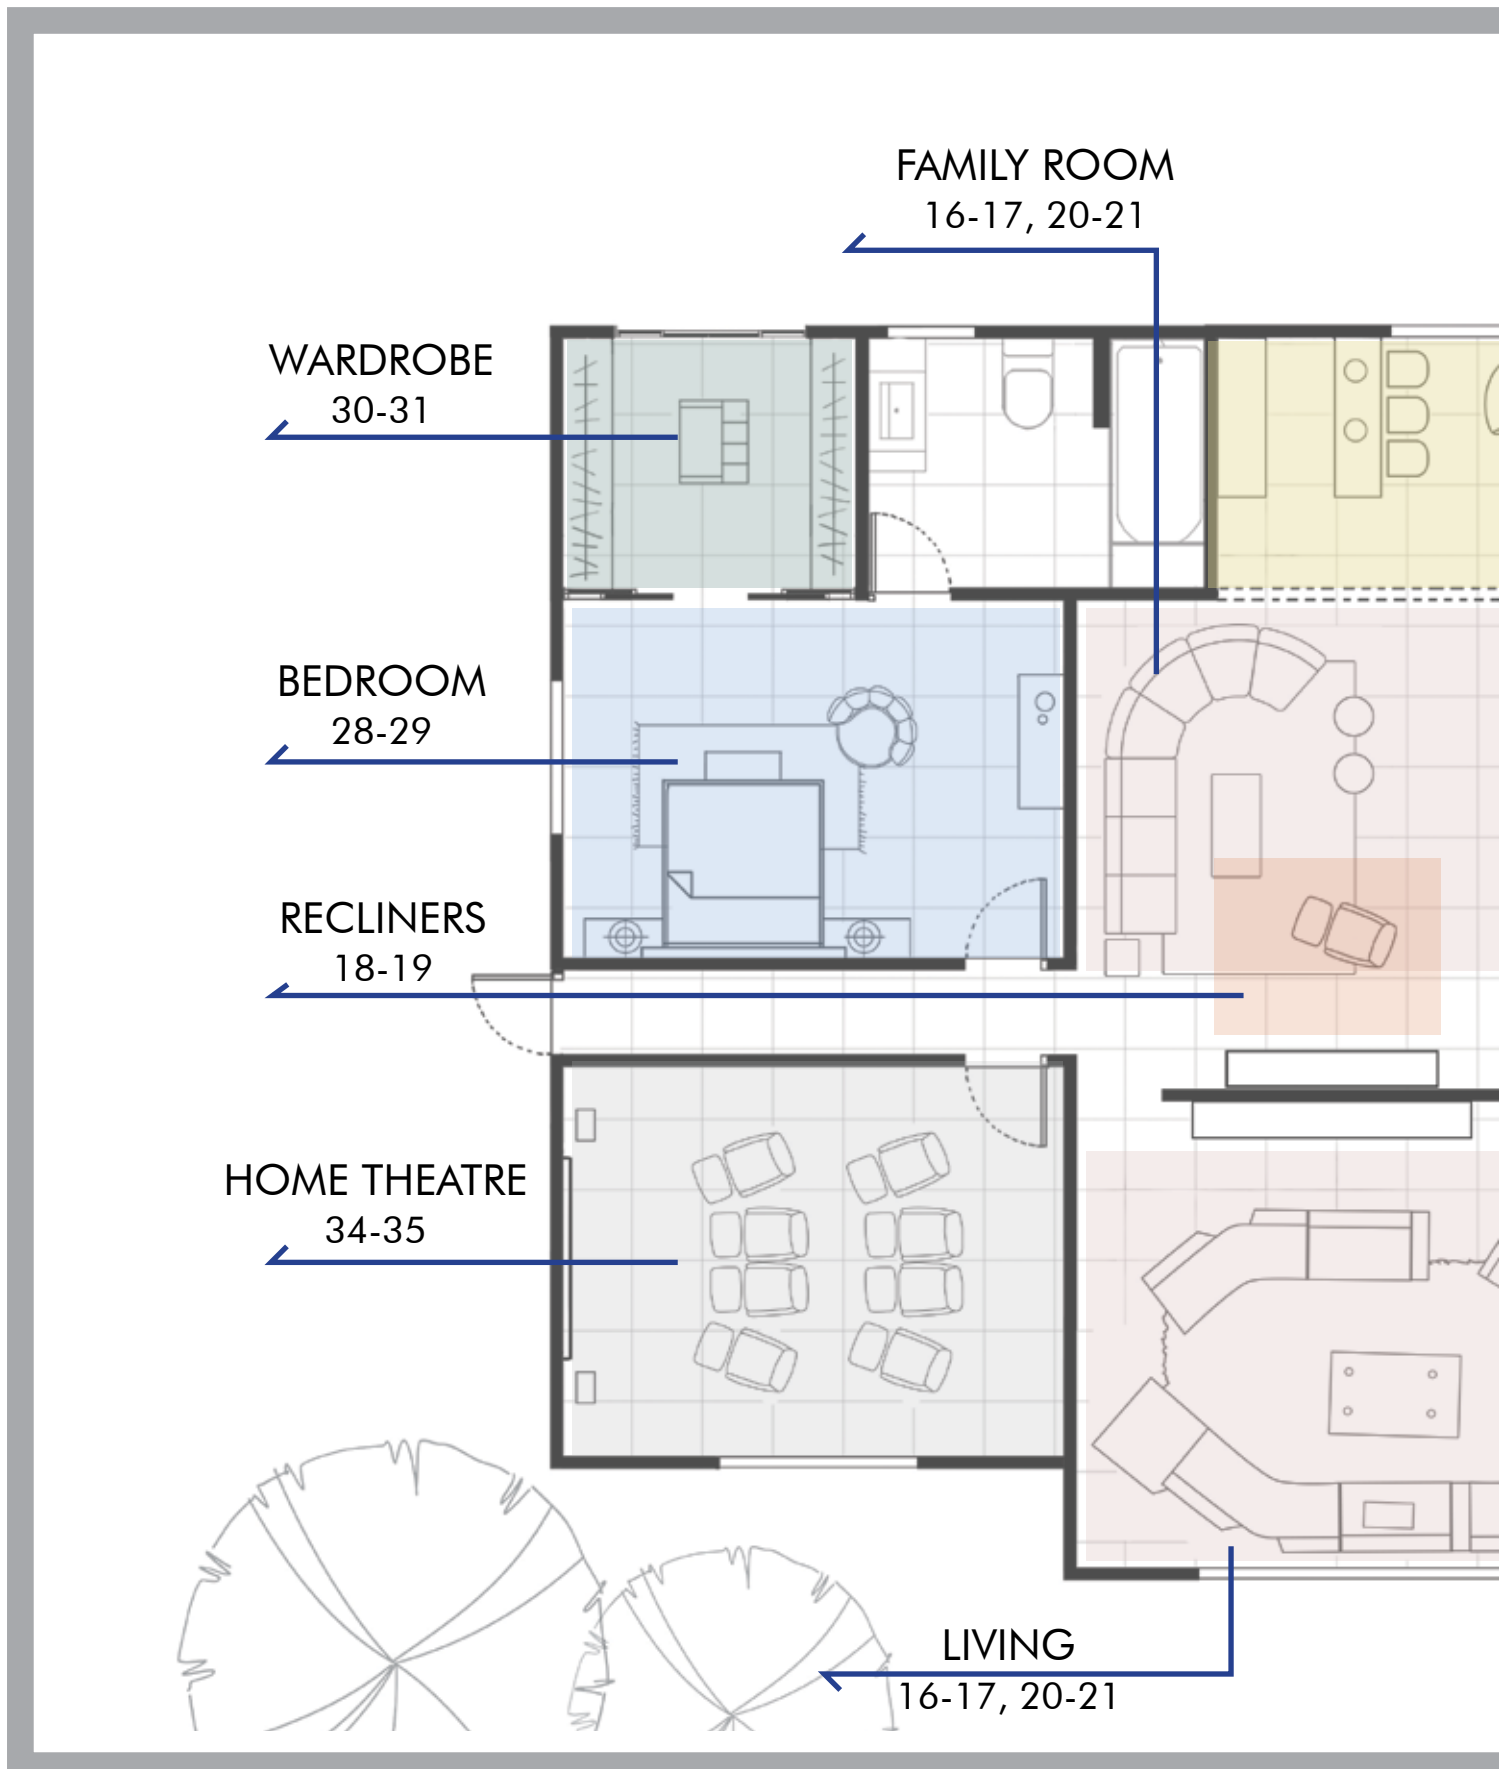 FAMILY ROOM
16-17, 20-21
WARDROBE
30-31
BEDROOM
28-29
RECLINERS
18-19
HOME THEATRE
34-35
LIVING
16-17, 20-21